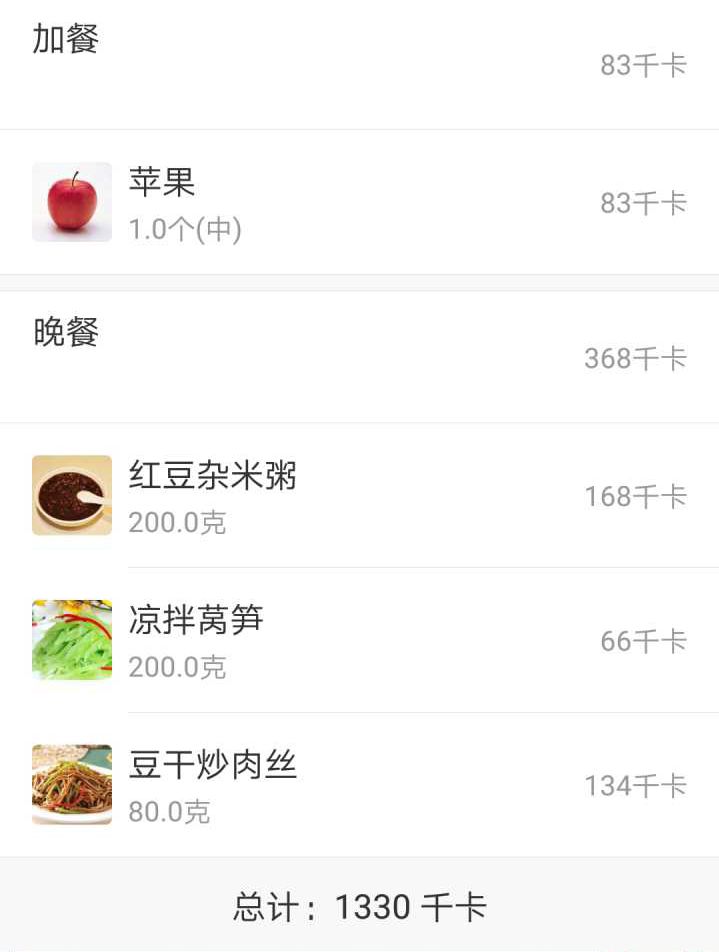 加餐
83千卡
苹果
1.0个(中)
83千卡
晚餐
368千卡
红豆杂米粥
200.0克
168千卡
凉拌莴笋
200.0克
66千卡
豆干炒肉丝
80.0克
134千卡
总计：1330 千卡